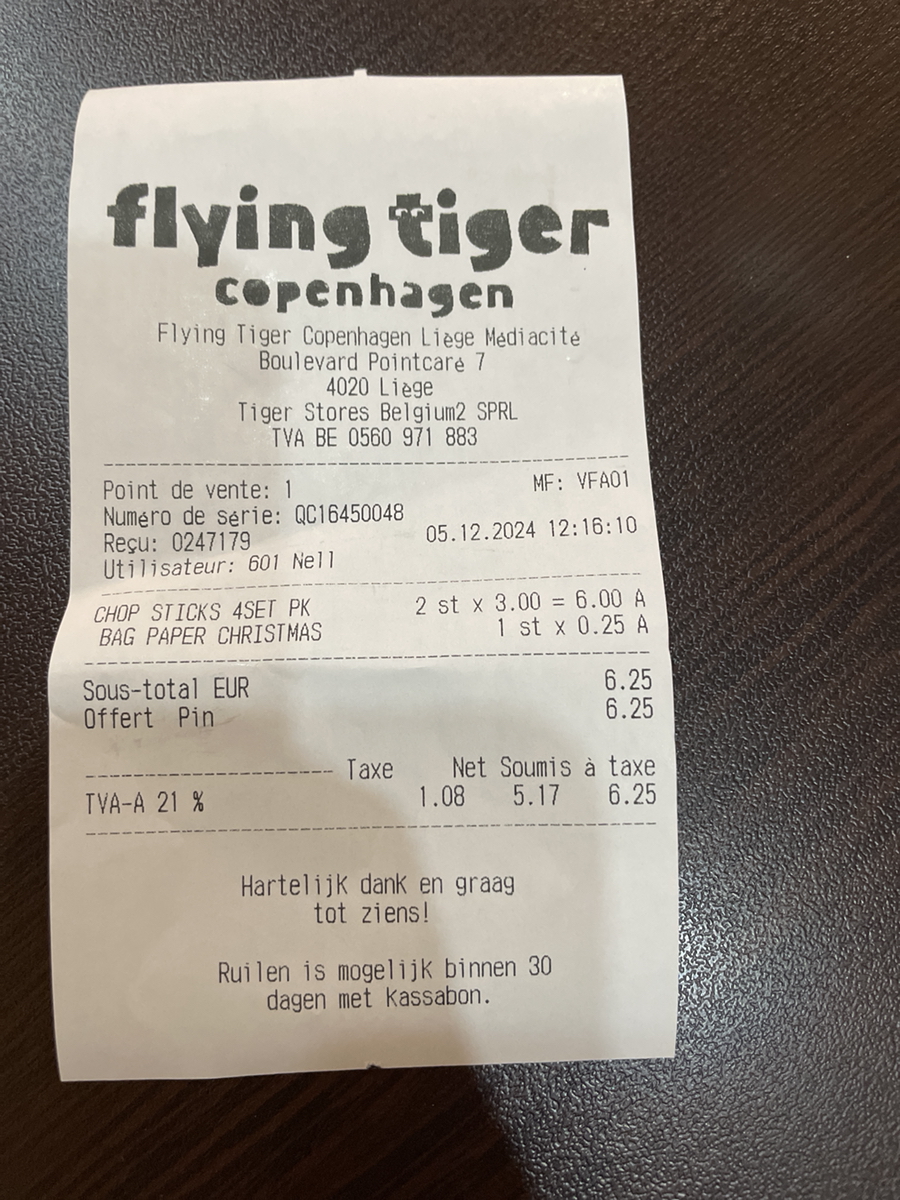 flying tiger
copenhagen
Flying Tiger Copenhagen Liège Médiacité
Boulevard Pointcaré 7
4020 Liège
Tiger Stores Belgium2 SPRL
TVA BE 0560 971 883
Point de vente: 1 MF: VFA01
Numéro de série: QC16450048
Reçu: 0247179 05.12.2024 12:16:10
Utilisateur: 601 Nell
CHOP STICKS 4SET PK 2 st x 3.00 = 6.00 A
BAG PAPER CHRISTMAS 1 st x 0.25 A
Sous-total EUR 6.25
Offert Pin 6.25
Taxe Net Soumis à taxe
TVA-A 21 % 1.08 5.17 6.25
Hartelijk dank en graag
tot ziens!
Ruilen is mogelijk binnen 30
dagen met kassabon.